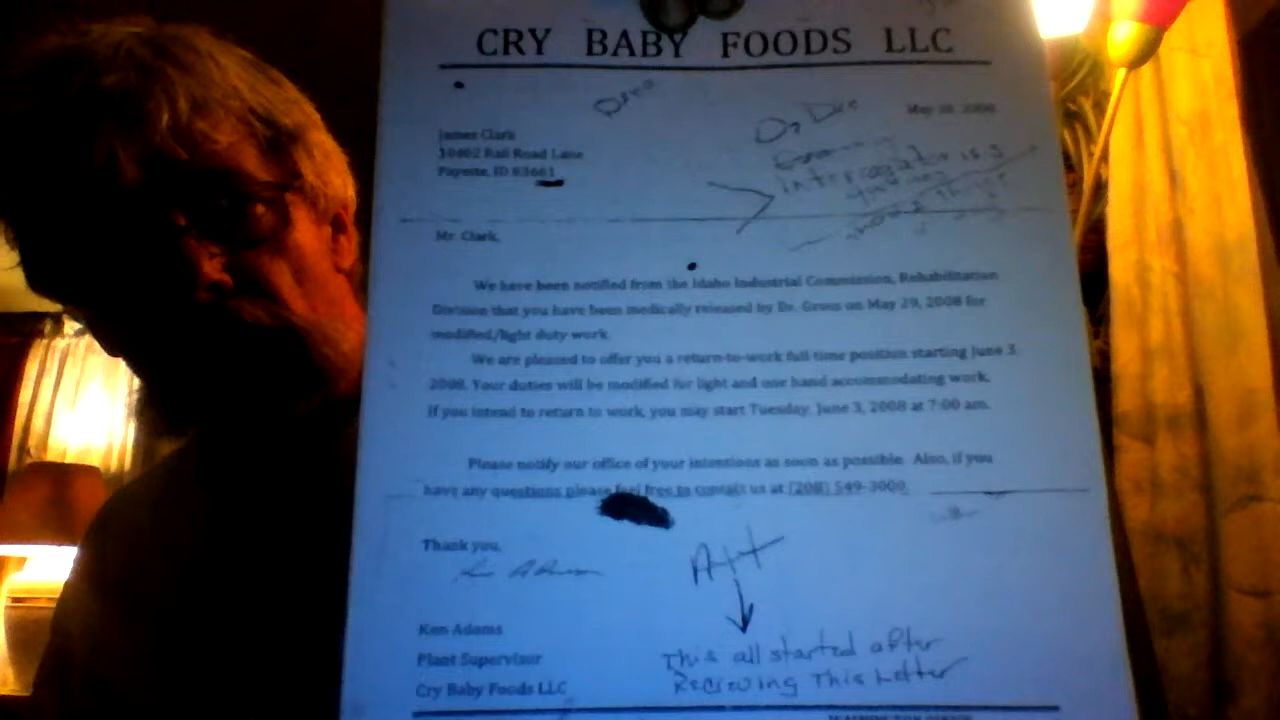 CRY BABY FOODS LLC
May 2008
James Clark
10402 Rail Road Lane
Payette, ID 83661
interrogatories
Mr. Clark,
We have been notified from the Idaho Industrial Commission, Rehabilitation
Division that you have been medically released by Dr. Gross on May 29, 2008 for
modified/light duty work.
We are pleased to offer you a return-to-work full time position starting June 3,
2008. Your duties will be modified for light and one hand accommodating work.
If you intend to return to work, you may start Tuesday, June 3, 2008 at 7:00 am.
Please notify our office of your intentions as soon as possible. Also, if you
have any questions please feel free to contact us at (208) 549-3000.
Thank you,
Att
Ken Adams
Plant Supervisor
Cry Baby Foods LLC
This all started after
Recieving This Letter